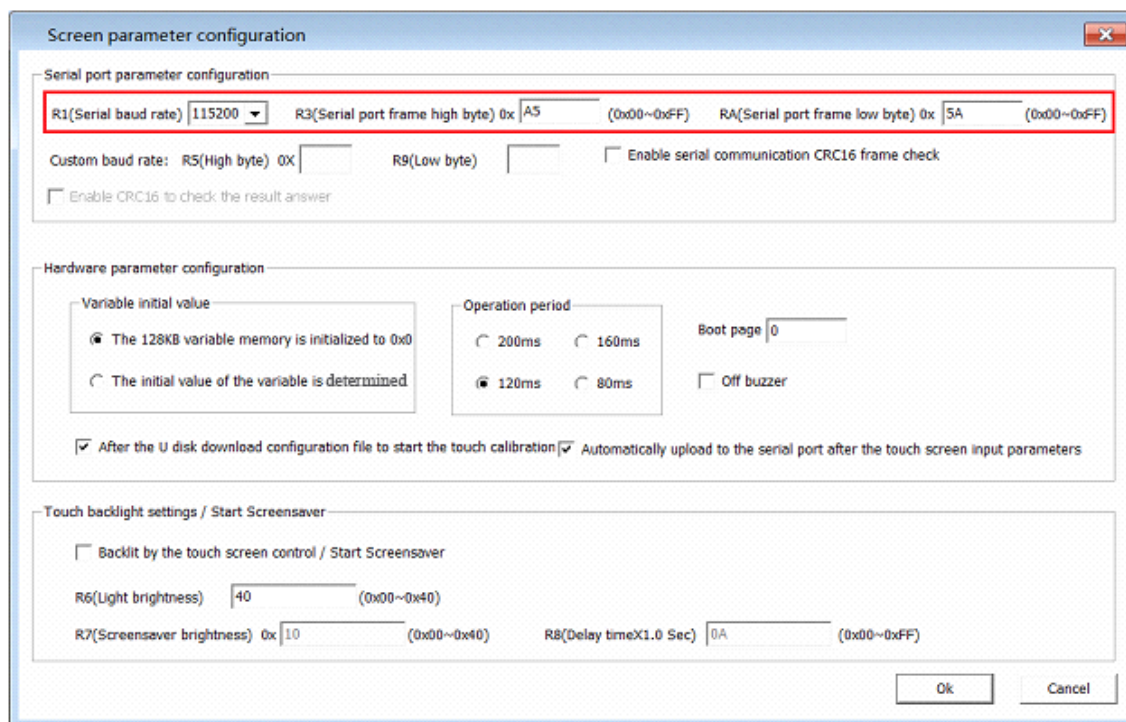 Screen parameter configuration
Serial port parameter configuration
R1(Serial baud rate) 115200 R3(Serial port frame high byte) 0x A5 (0x00~0xFF) RA(Serial port frame low byte) 0x 5A (0x00~0xFF)
Custom baud rate: R5(High byte) 0X R9(Low byte) Enable serial communication CRC16 frame check
Enable CRC16 to check the result answer
Hardware parameter configuration
Variable initial value Operation period
The 128KB variable memory is initialized to 0x0 200ms 160ms Boot page 0
The initial value of the variable is determined 120ms 80ms Off buzzer
After the U disk download configuration file to start the touch calibration Automatically upload to the serial port after the touch screen input parameters
Touch backlight settings / Start Screensaver
Backlit by the touch screen control / Start Screensaver
R6(Light brightness) 40 (0x00~0x40)
R7(Screensaver brightness) 0x 10 (0x00~0x40) R8(Delay timeX1.0 Sec) 0A (0x00~0xFF)
Ok Cancel